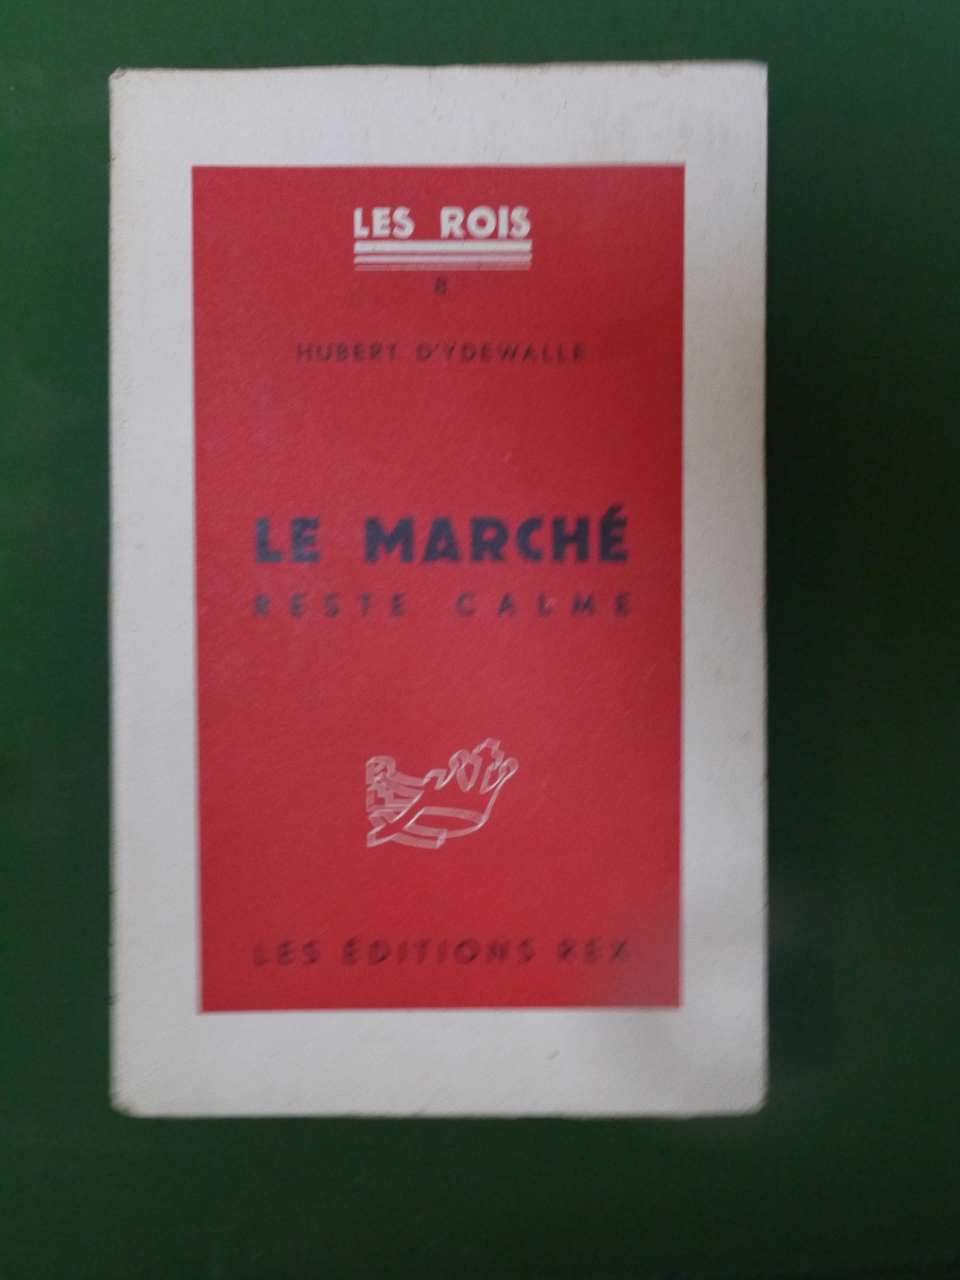 LES ROIS
8
HUBERT D'YDEWALLE
LE MARCHÉ
RESTE CALME
LES ÉDITIONS REX